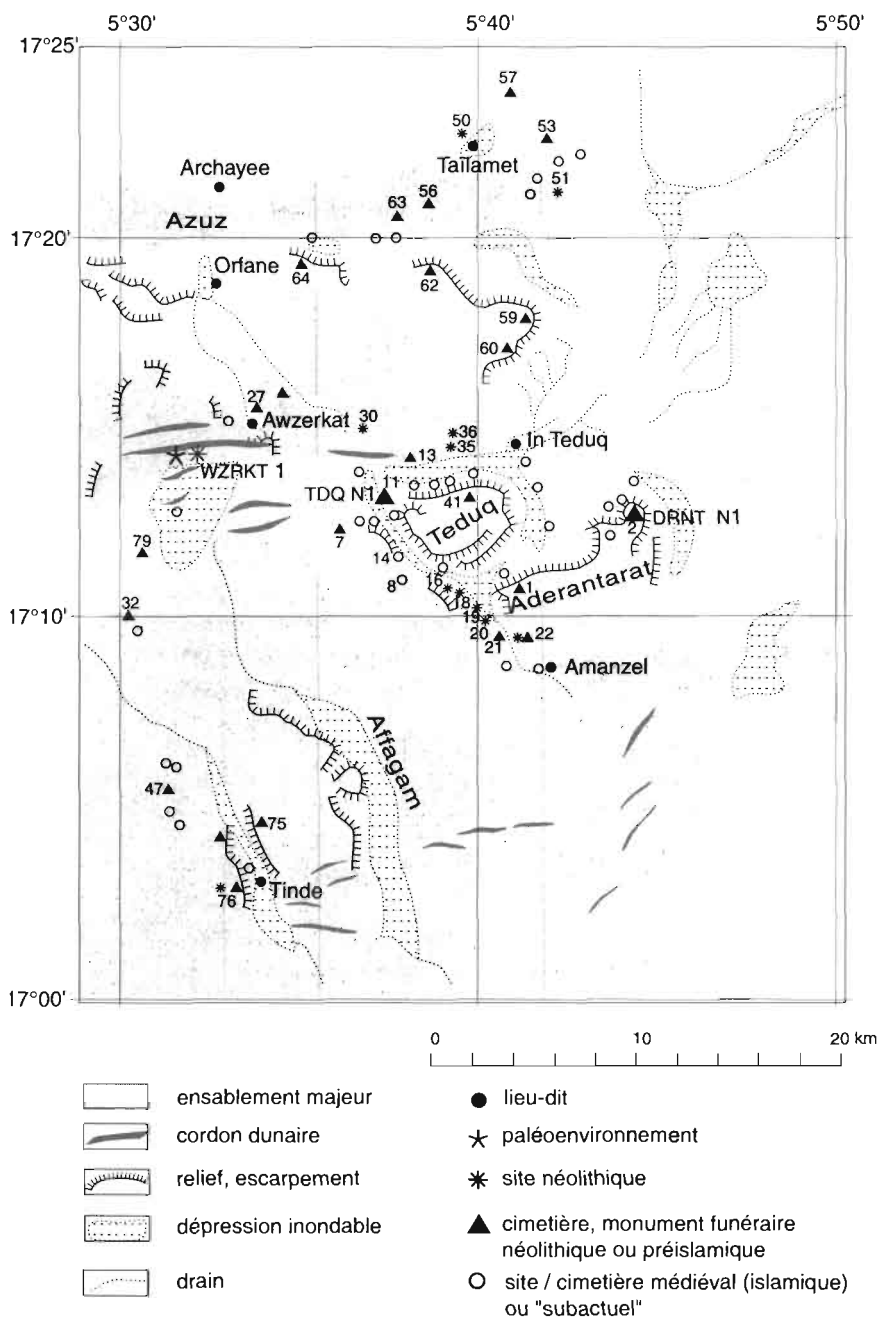 5°30' 5°40' 5°50'
17°25'
57
50
53
Taïlamet
Archayee
51
56
63
Azuz
17°20'
Orfane
64
62
59
60
27
Awzerkat
30
36
35
In Teduq
13
WZRKT 1
11
TDQ N1
41
Teduq
DRNT N1
2
7
79
14
Aderantarat
8
16
1
18
32
17°10'
19
20
21
22
Amanzel
Affagam
47
75
Tinde
76
17°00'
0 10 20 km
ensablement majeur
cordon dunaire
relief, escarpement
dépression inondable
drain
lieu-dit
paléoenvironnement
site néolithique
cimetière, monument funéraire
néolithique ou préislamique
site / cimetière médiéval (islamique)
ou "subactuel"